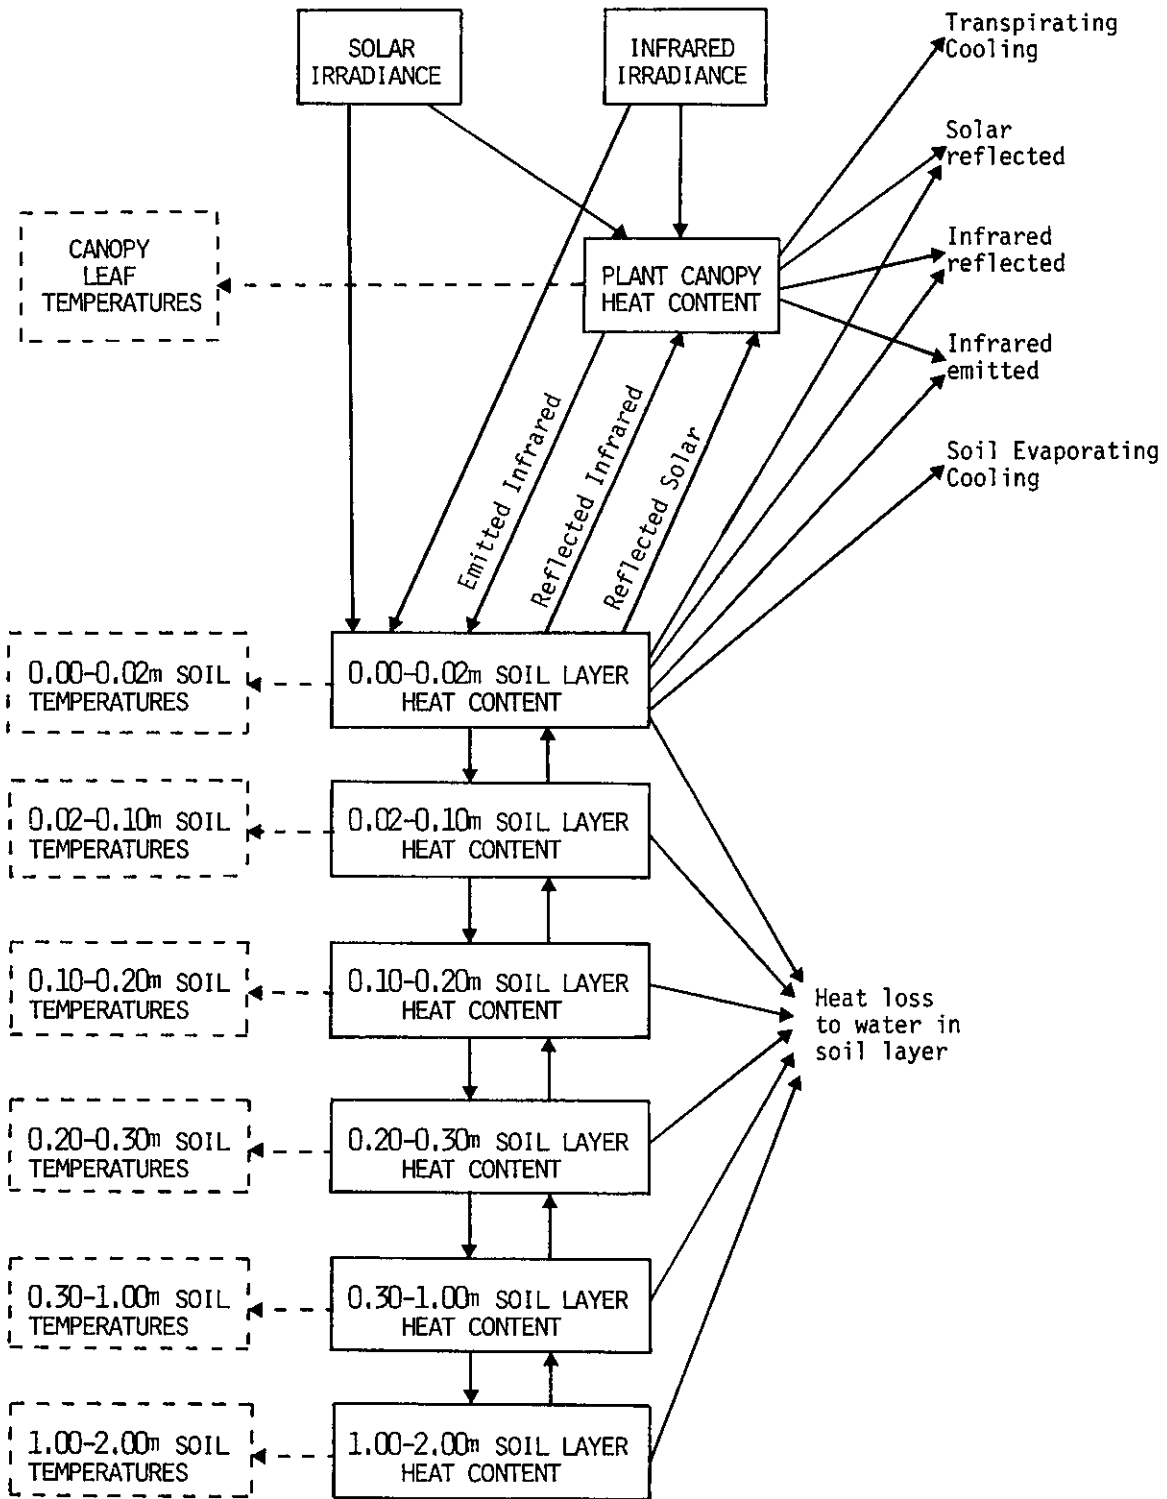 SOLAR
IRRADIANCE
INFRARED
IRRADIANCE
Transpirating
Cooling
Solar
reflected
Infrared
reflected
Infrared
emitted
Soil Evaporating
Cooling
CANOPY
LEAF
TEMPERATURES
PLANT CANOPY
HEAT CONTENT
Emitted Infrared
Reflected Infrared
Reflected Solar
0.00-0.02m SOIL
TEMPERATURES
0.00-0.02m SOIL LAYER
HEAT CONTENT
0.02-0.10m SOIL
TEMPERATURES
0.02-0.10m SOIL LAYER
HEAT CONTENT
0.10-0.20m SOIL
TEMPERATURES
0.10-0.20m SOIL LAYER
HEAT CONTENT
Heat loss
to water in
soil layer
0.20-0.30m SOIL
TEMPERATURES
0.20-0.30m SOIL LAYER
HEAT CONTENT
0.30-1.00m SOIL
TEMPERATURES
0.30-1.00m SOIL LAYER
HEAT CONTENT
1.00-2.00m SOIL
TEMPERATURES
1.00-2.00m SOIL LAYER
HEAT CONTENT